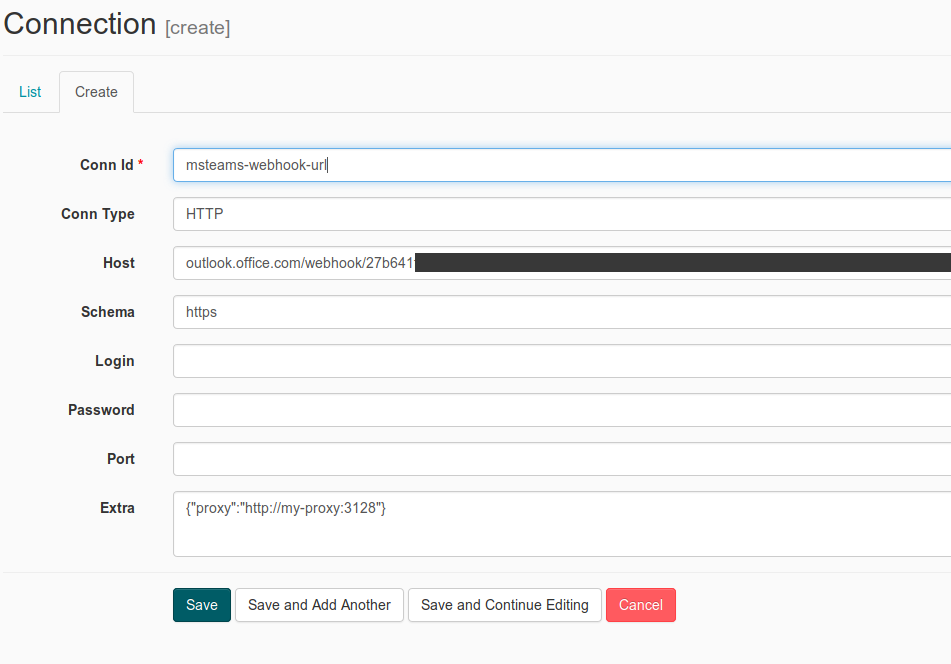 Connection [create]
List Create
Conn Id * msteams-webhook-url
Conn Type HTTP
Host outlook.office.com/webhook/27b641
Schema https
Login
Password
Port
Extra {"proxy":"http://my-proxy:3128"}
Save Save and Add Another Save and Continue Editing Cancel